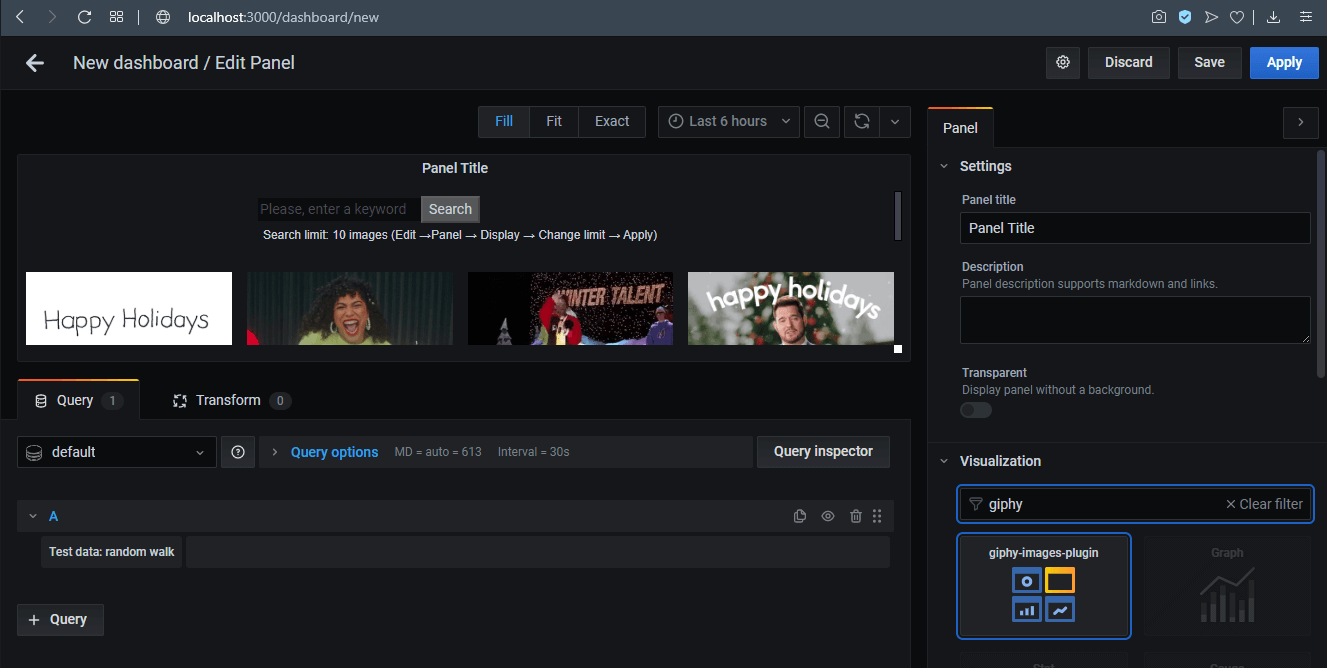 localhost:3000/dashboard/new
New dashboard / Edit Panel
Discard
Save
Apply
Fill
Fit
Exact
Last 6 hours
Panel
Panel Title
Please, enter a keyword
Search
Search limit: 10 images (Edit →Panel → Display → Change limit → Apply)
Happy Holidays
WINTER TALENT
happy holidays
Settings
Panel title
Panel Title
Description
Panel description supports markdown and links.
Transparent
Display panel without a background.
Query
1
Transform
0
default
Query options
MD = auto = 613
Interval = 30s
Query inspector
A
Test data: random walk
+ Query
Visualization
giphy
Clear filter
giphy-images-plugin
Graph